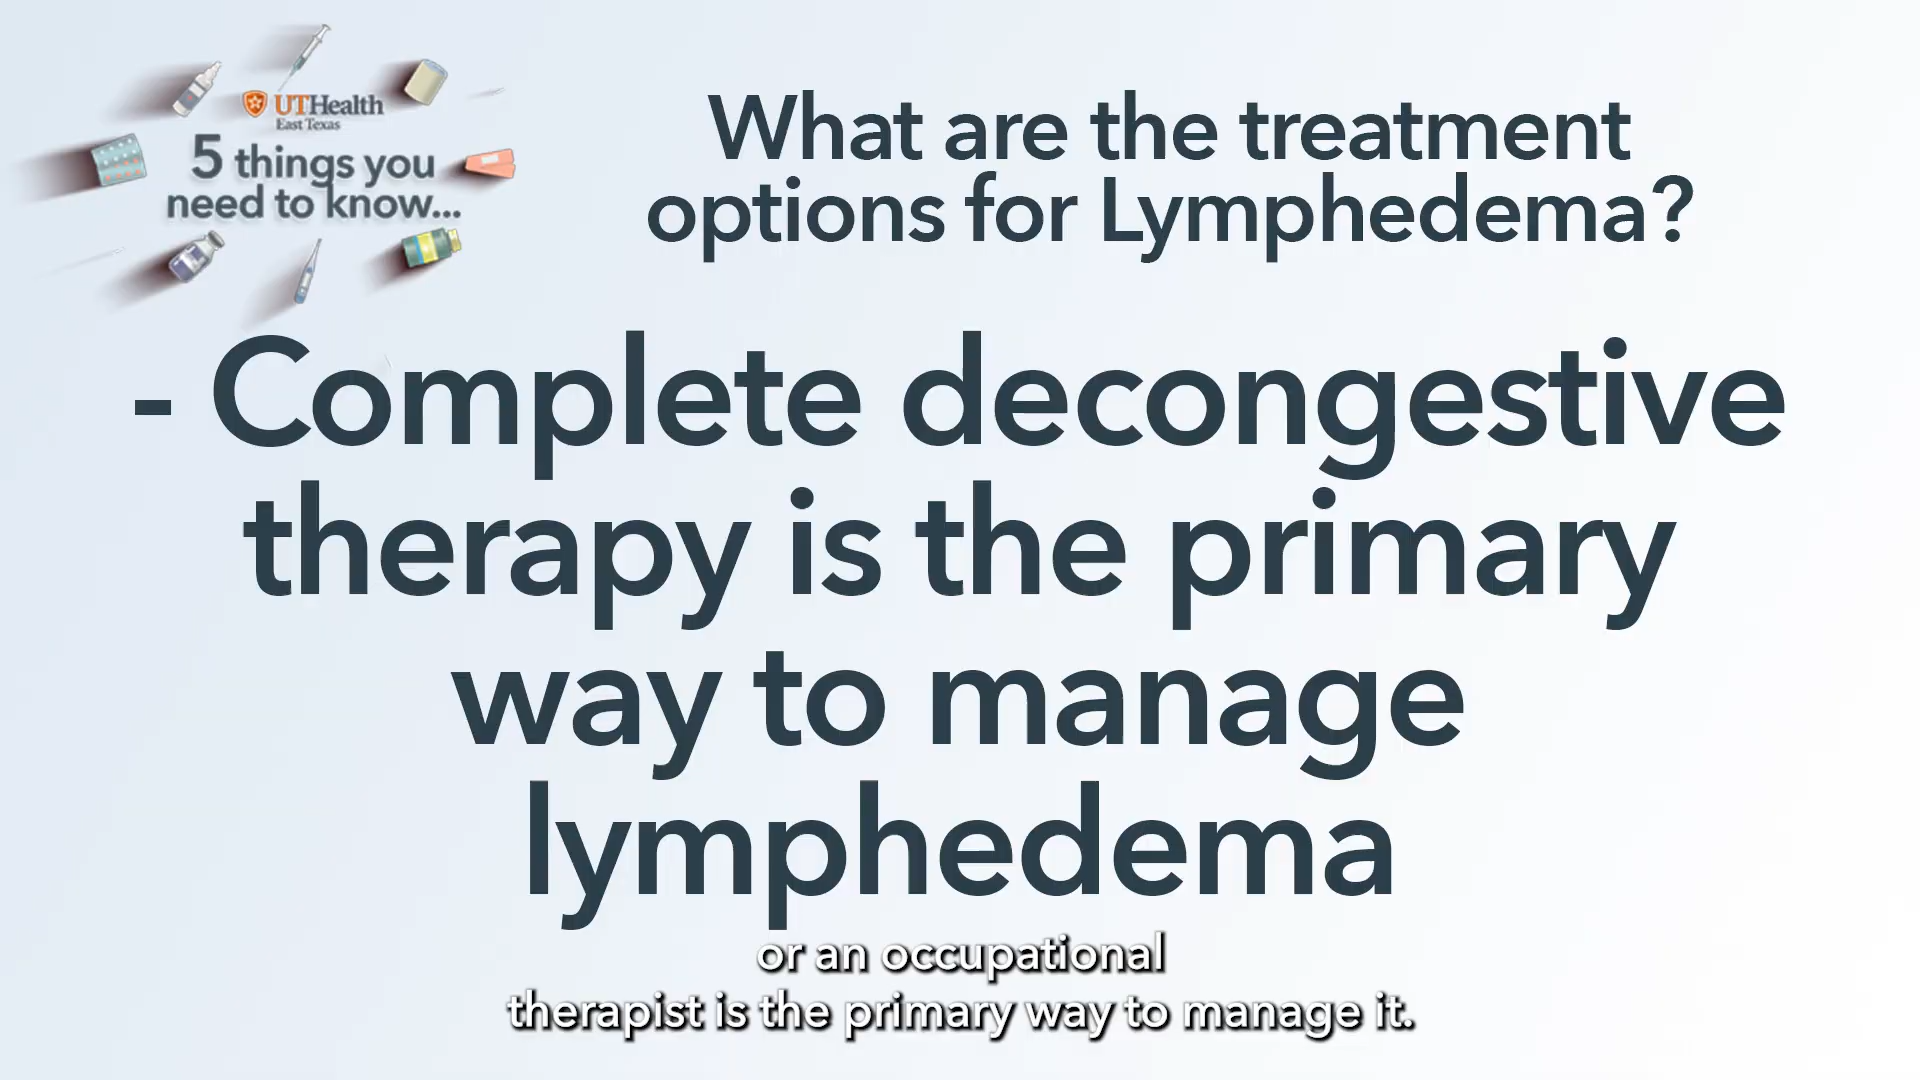 UTHealth
East Texas
5 things you
need to know...
What are the treatment
options for Lymphedema?
- Complete decongestive
therapy is the primary
way to manage
lymphedema
or an occupational
therapist is the primary way to manage it.